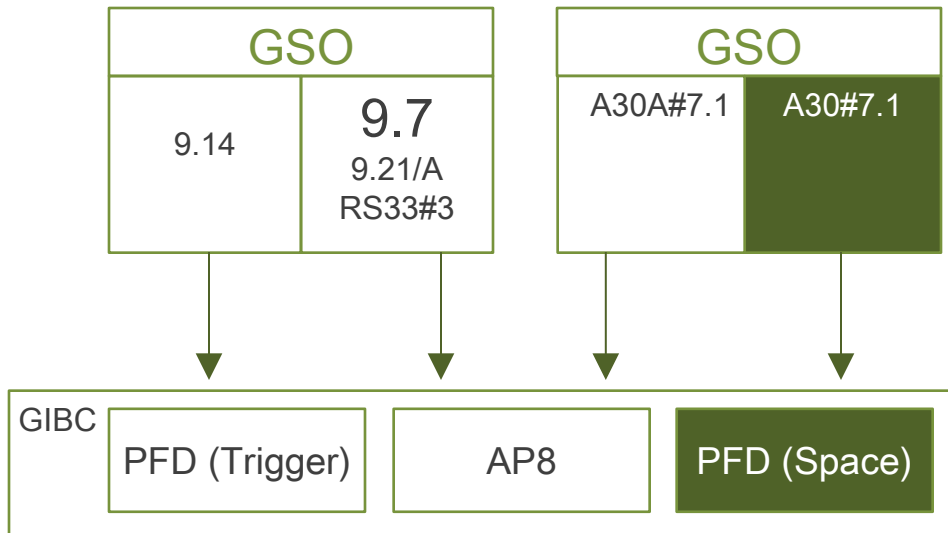 GSO
9.14
9.7
9.21/A
RS33#3
GSO
A30A#7.1
A30#7.1
GIBC
PFD (Trigger)
AP8
PFD (Space)